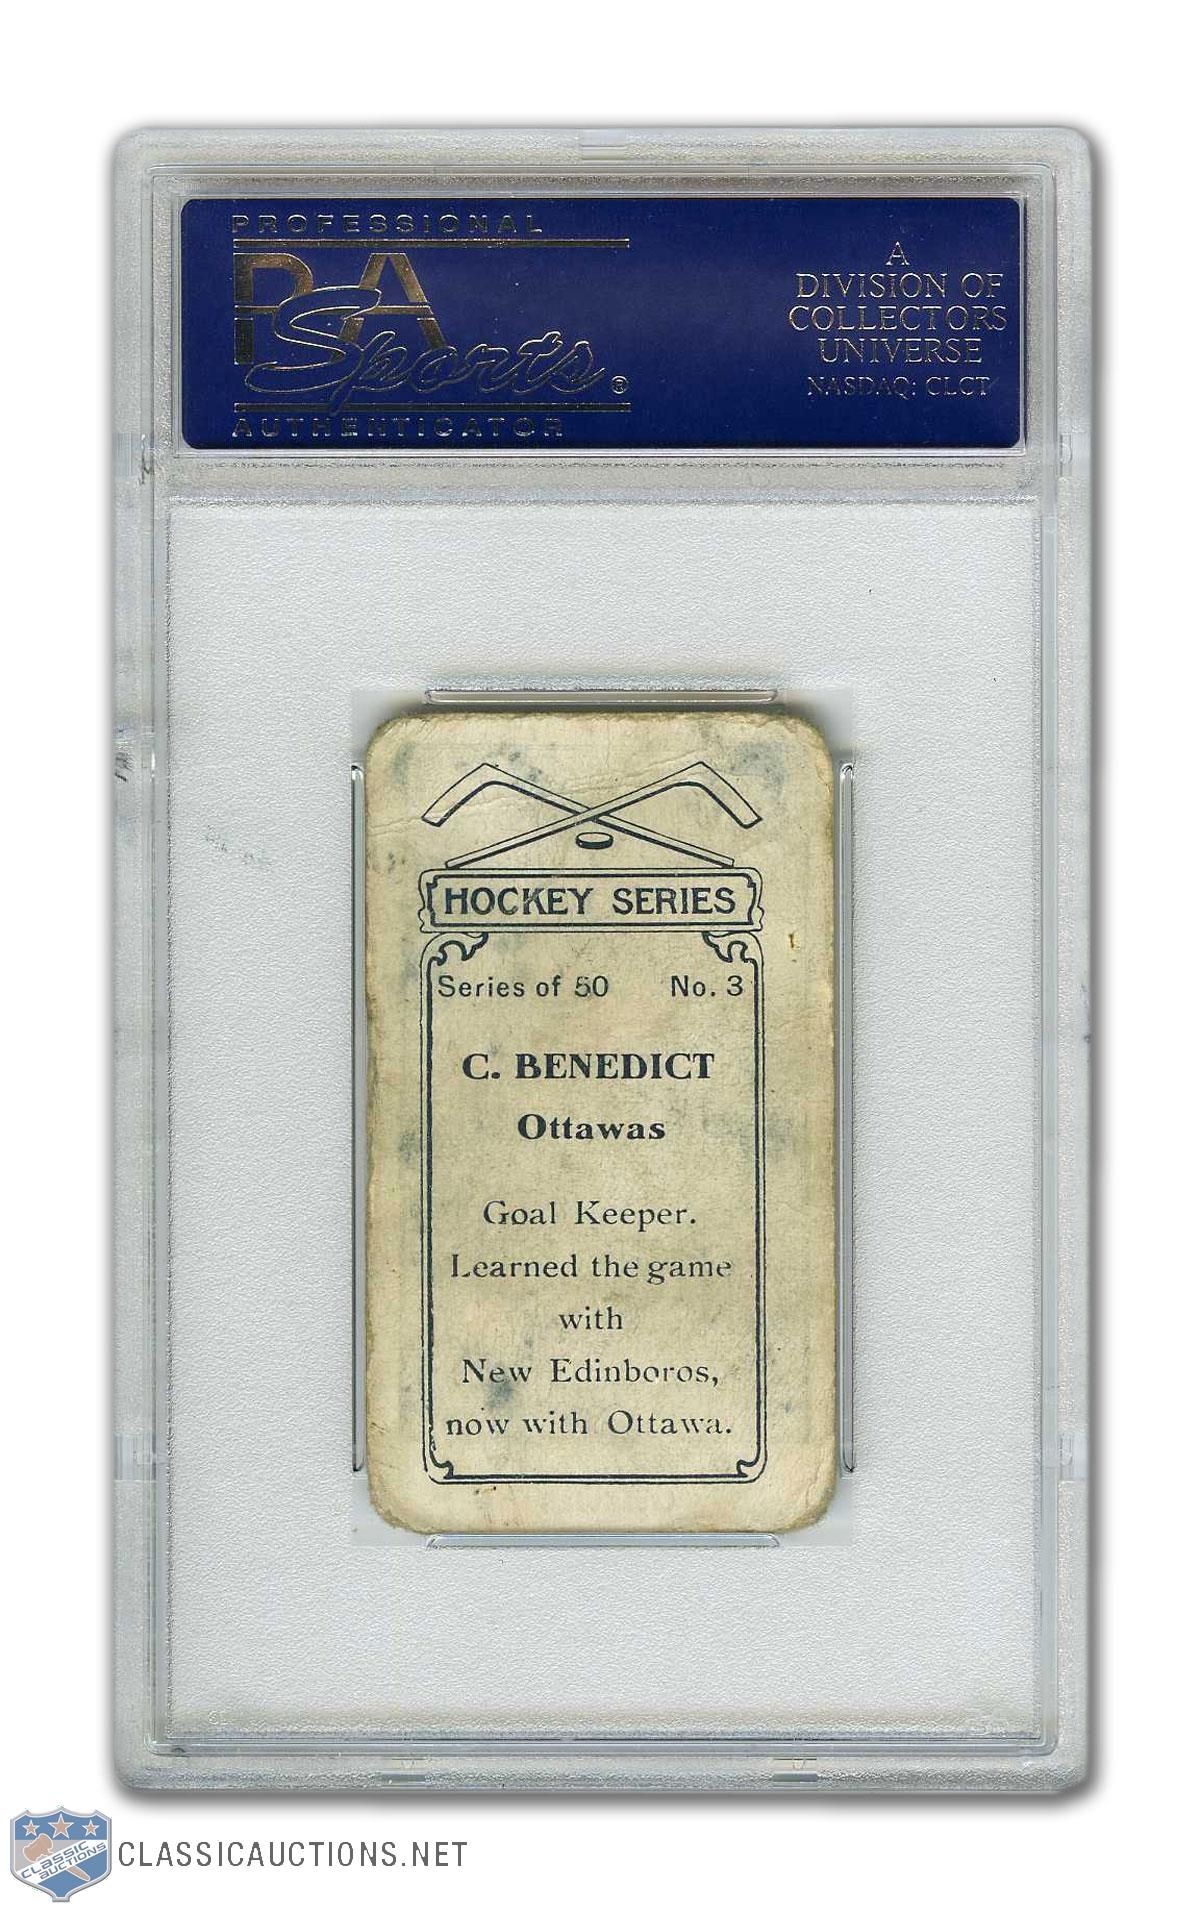 PROFESSIONAL
PSA
Sports®
AUTHENTICATOR
A
DIVISION OF
COLLECTORS
UNIVERSE
NASDAQ: CLCT
HOCKEY SERIES
Series of 50 No. 3
C. BENEDICT
Ottawas
Goal Keeper.
Learned the game
with
New Edinboros,
now with Ottawa.
CLASSIC
AUCTIONS
CLASSICAUCTIONS.NET